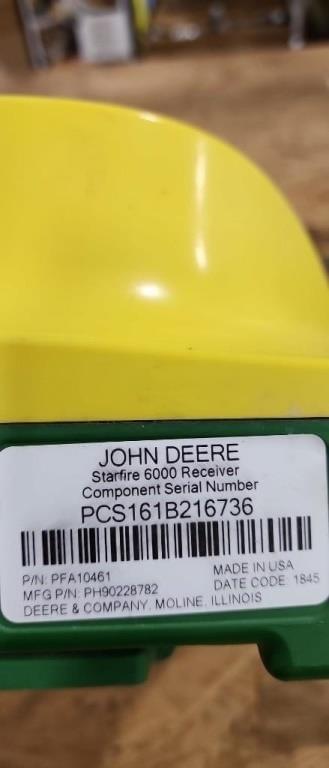 JOHN DEERE
Starfire 6000 Receiver
Component Serial Number
PCS161B216736
P/N: PFA10461
MADE IN USA
MFG P/N: PH90228782
DATE CODE: 1845
DEERE & COMPANY, MOLINE, ILLINOIS